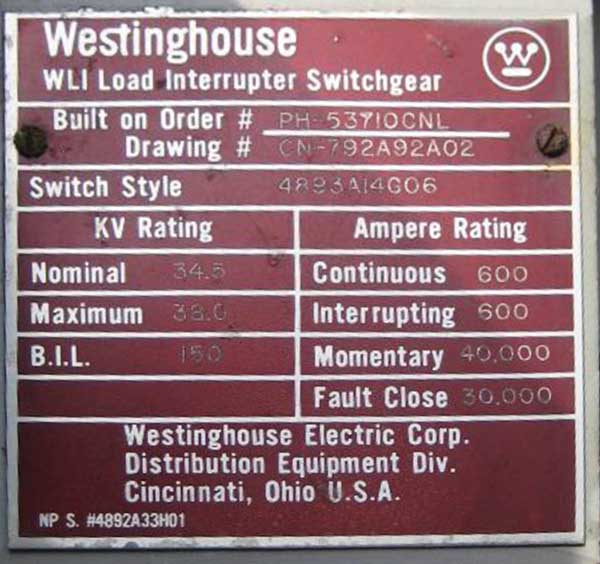 Westinghouse
W
WLI Load Interrupter Switchgear
Built on Order # PH-53710CNL
Drawing # CN-792A92A02
Switch Style 4893A14G06
KV Rating Ampere Rating
Nominal 34.5 Continuous 600
Maximum 38.0 Interrupting 600
B.I.L. 150 Momentary 40,000
Fault Close 30,000
Westinghouse Electric Corp.
Distribution Equipment Div.
Cincinnati, Ohio U.S.A.
NP S. #4892A33H01